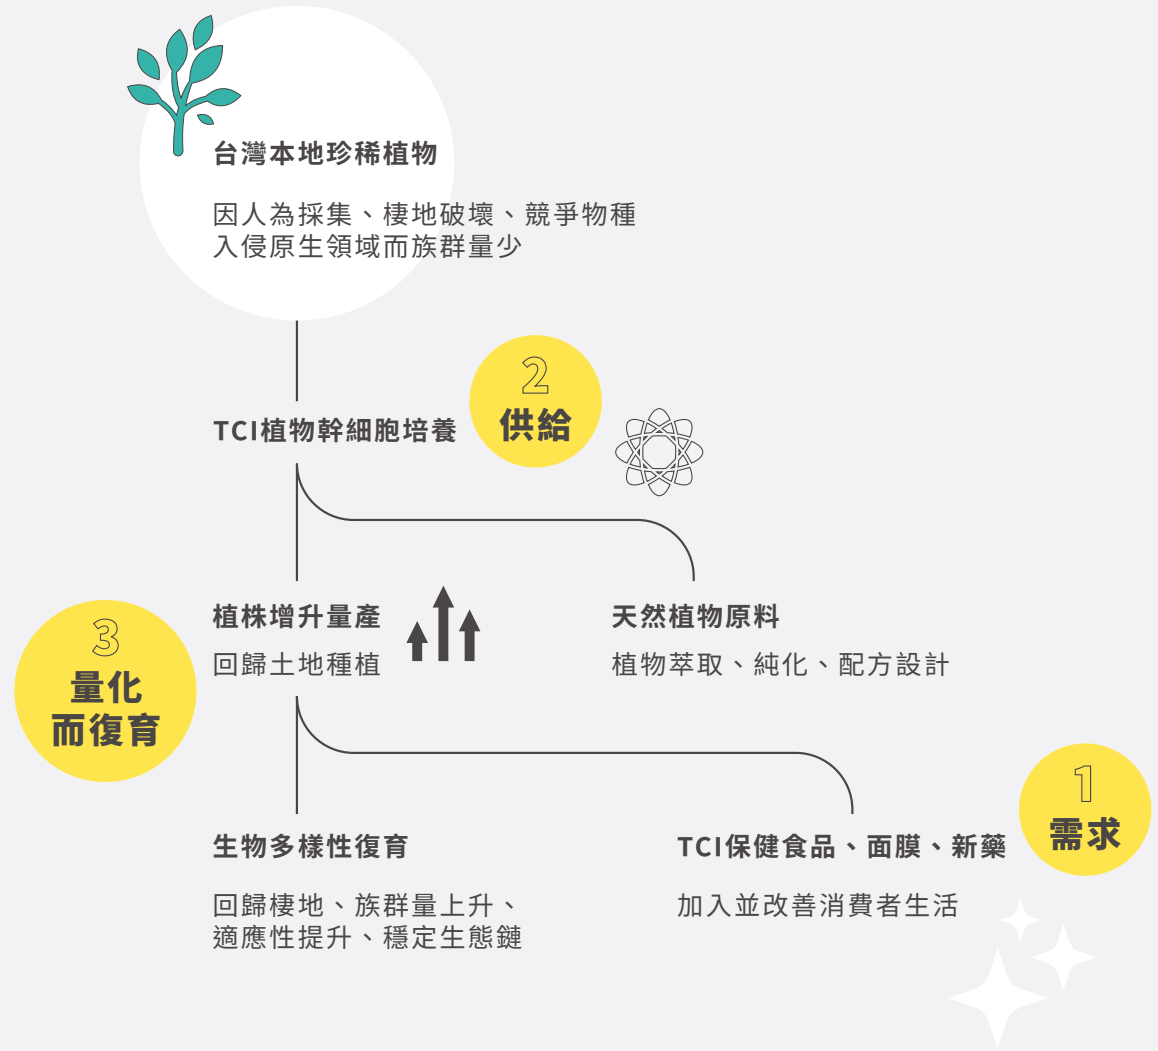 台灣本地珍稀植物
因人為採集、棲地破壞、競爭物種
入侵原生領域而族群量少
2
供給
TCI植物幹細胞培養
3
量化
而復育
植株增升量產
回歸土地種植
天然植物原料
植物萃取、純化、配方設計
1
需求
生物多樣性復育
回歸棲地、族群量上升、
適應性提升、穩定生態鏈
TCI保健食品、面膜、新藥
加入並改善消費者生活